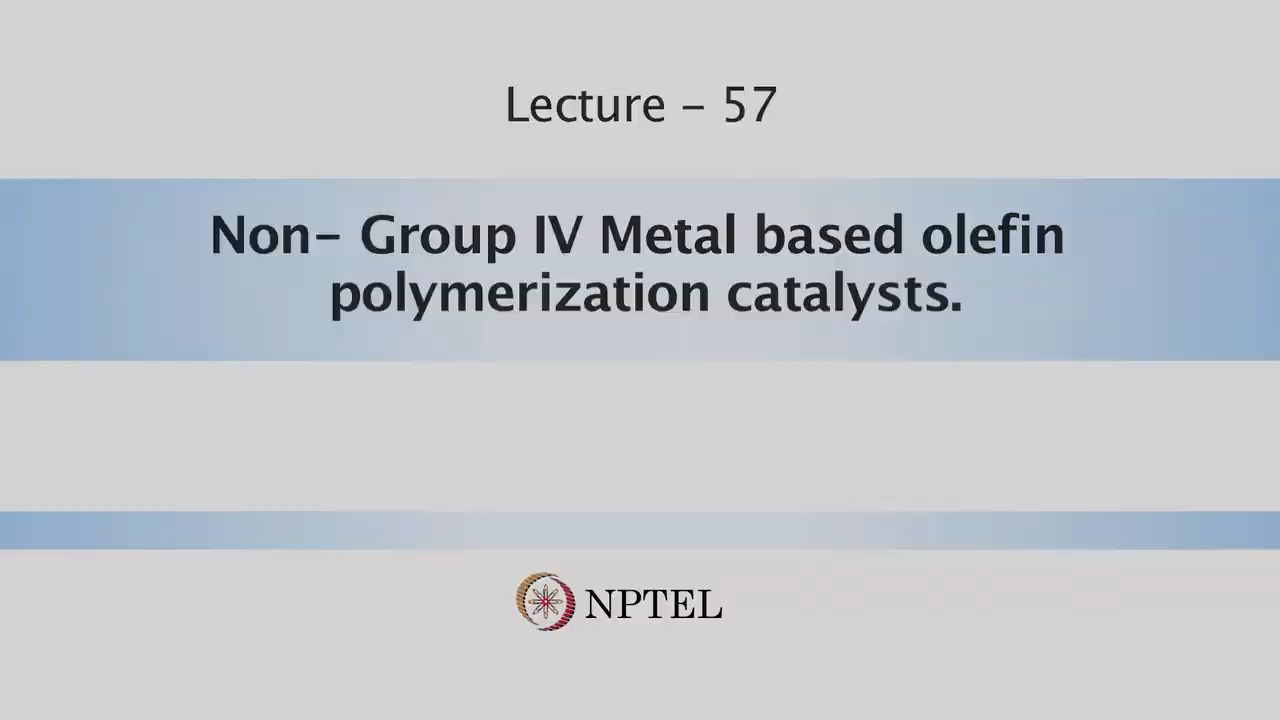 Lecture – 57
Non– Group IV Metal based olefin
polymerization catalysts.
NPTEL